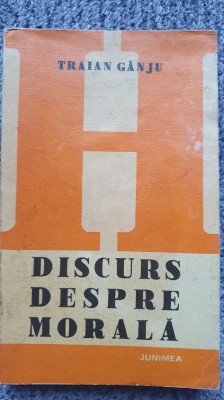 TRAIAN GÂNJU
DISCURS
DESPRE
MORALĂ
JUNIMEA